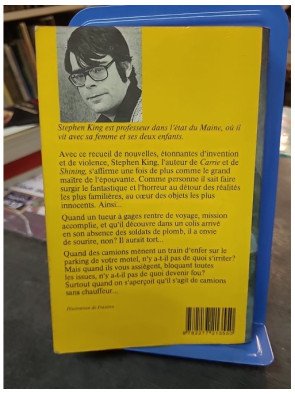 Stephen King est professeur dans l'état du Maine, où il
vit avec sa femme et ses deux enfants.
Avec ce recueil de nouvelles, étonnantes d'invention
et de violence, Stephen King, l'auteur de Carrie et de
Shining, s'affirme une fois de plus comme le grand
maître de l'épouvante. Comme personne il sait faire
surgir le fantastique et l'horreur au détour des réalités
les plus familières, au cœur des objets les plus
innocents. Ainsi...
Quand un tueur à gages rentre de voyage, mission
accomplie, et qu'il découvre dans un colis arrivé
en son absence des soldats de plomb, il a envie
de sourire, non? Il aurait tort...
Quand des camions mènent un train d'enfer sur le
parking de votre motel, n'y a-t-il pas de quoi s'irriter?
Mais quand ils vous assiègent, bloquant toutes
les issues, n'y a-t-il pas de quoi devenir fou?
Surtout quand on s'aperçoit qu'il s'agit de camions
sans chauffeur...
Illustration de